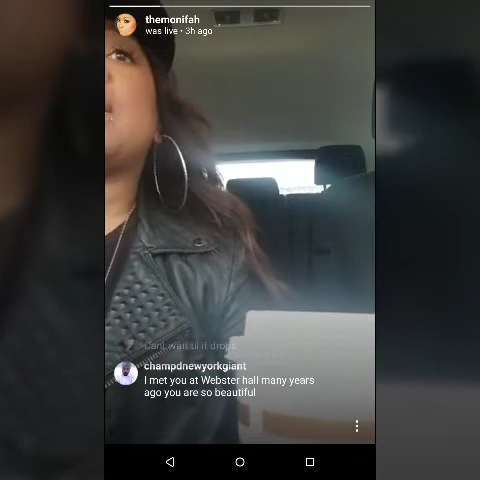 themonifah
was live • 3h ago
Cant wait til it drops
champdnewyorkgiant
I met you at Webster hall many years
ago you are so beautiful